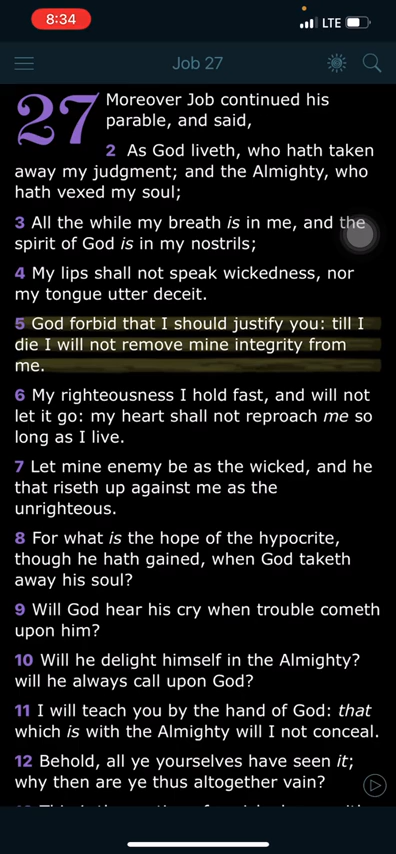 8:34
LTE
Job 27
27 Moreover Job continued his
parable, and said,
2 As God liveth, who hath taken
away my judgment; and the Almighty, who
hath vexed my soul;
3 All the while my breath is in me, and the
spirit of God is in my nostrils;
4 My lips shall not speak wickedness, nor
my tongue utter deceit.
5 God forbid that I should justify you: till I
die I will not remove mine integrity from
me.
6 My righteousness I hold fast, and will not
let it go: my heart shall not reproach me so
long as I live.
7 Let mine enemy be as the wicked, and he
that riseth up against me as the
unrighteous.
8 For what is the hope of the hypocrite,
though he hath gained, when God taketh
away his soul?
9 Will God hear his cry when trouble cometh
upon him?
10 Will he delight himself in the Almighty?
will he always call upon God?
11 I will teach you by the hand of God: that
which is with the Almighty will I not conceal.
12 Behold, all ye yourselves have seen it;
why then are ye thus altogether vain?